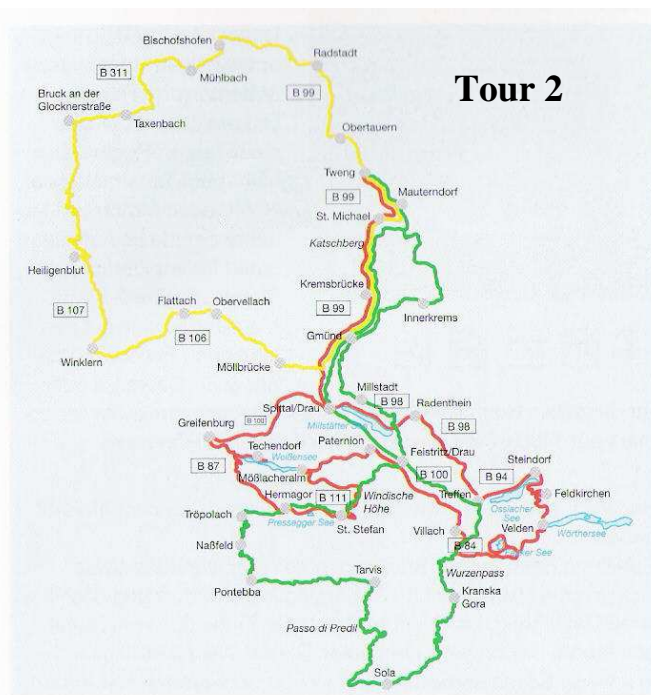 Tour 2
Bischofshofen
Radstadt
B 311
Mühlbach
B 99
Bruck an der
Glocknerstraße
Taxenbach
Obertauern
Tweng
Mauterndorf
B 99
St. Michael
Katschberg
Heiligenblut
Kremsbrücke
Innerkrems
B 107
Flattach
Obervellach
B 99
B 106
Gmünd
Winklern
Möllbrücke
Millstadt
B 98
Radenthein
Spittal/Drau
B 100
Millstätter See
B 98
Greifenburg
Techendorf
Paternion
Feistritz/Drau
Steindorf
Weißensee
B 87
Mößlacheralm
B 100
B 94
Hermagor
B 111
Windische
Höhe
Treffen
Feldkirchen
Ossiacher
See
Tröpolach
Pressegger See
St. Stefan
Villach
Velden
Wörthersee
Naßfeld
B 84
See
Wurzenpass
Pontebba
Tarvis
Kranska
Gora
Passo di Predil
Sola